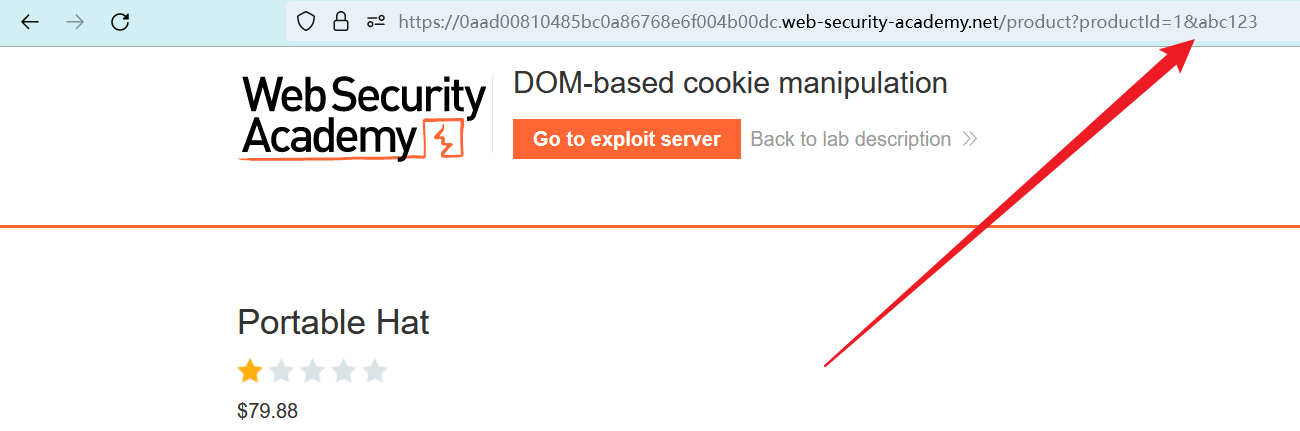 https://0aad00810485bc0a86768e6f004b00dc.web-security-academy.net/product?productId=1&abc123
Web Security
Academy
DOM-based cookie manipulation
Go to exploit server
Back to lab description
Portable Hat
$79.88